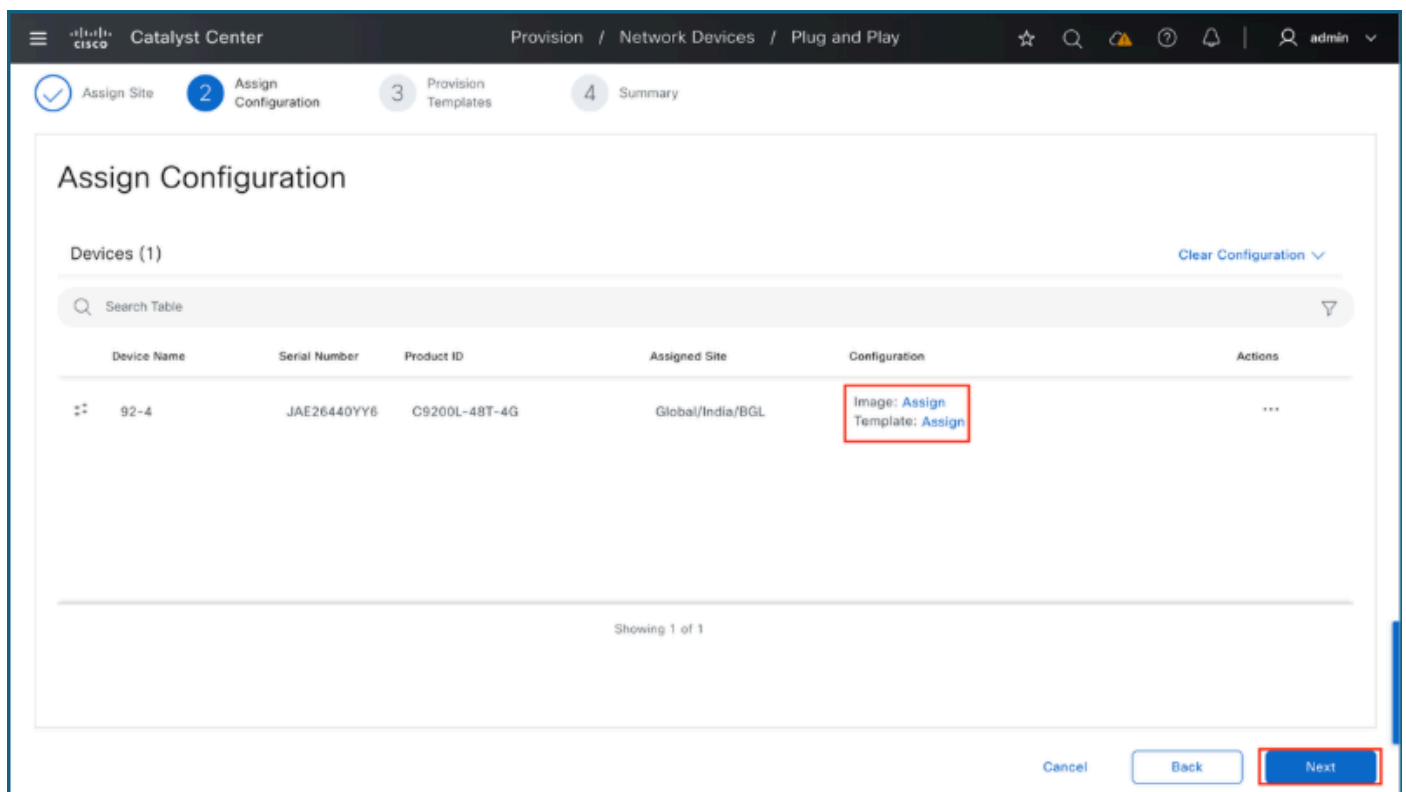 cisco Catalyst Center Provision / Network Devices / Plug and Play admin
Assign Site 2 Assign Configuration 3 Provision Templates 4 Summary
Assign Configuration
Devices (1) Clear Configuration
Search Table
Device Name Serial Number Product ID Assigned Site Configuration Actions
92-4 JAE26440YY6 C9200L-48T-4G Global/India/BGL Image: Assign
Template: Assign
...
Showing 1 of 1
Cancel Back Next